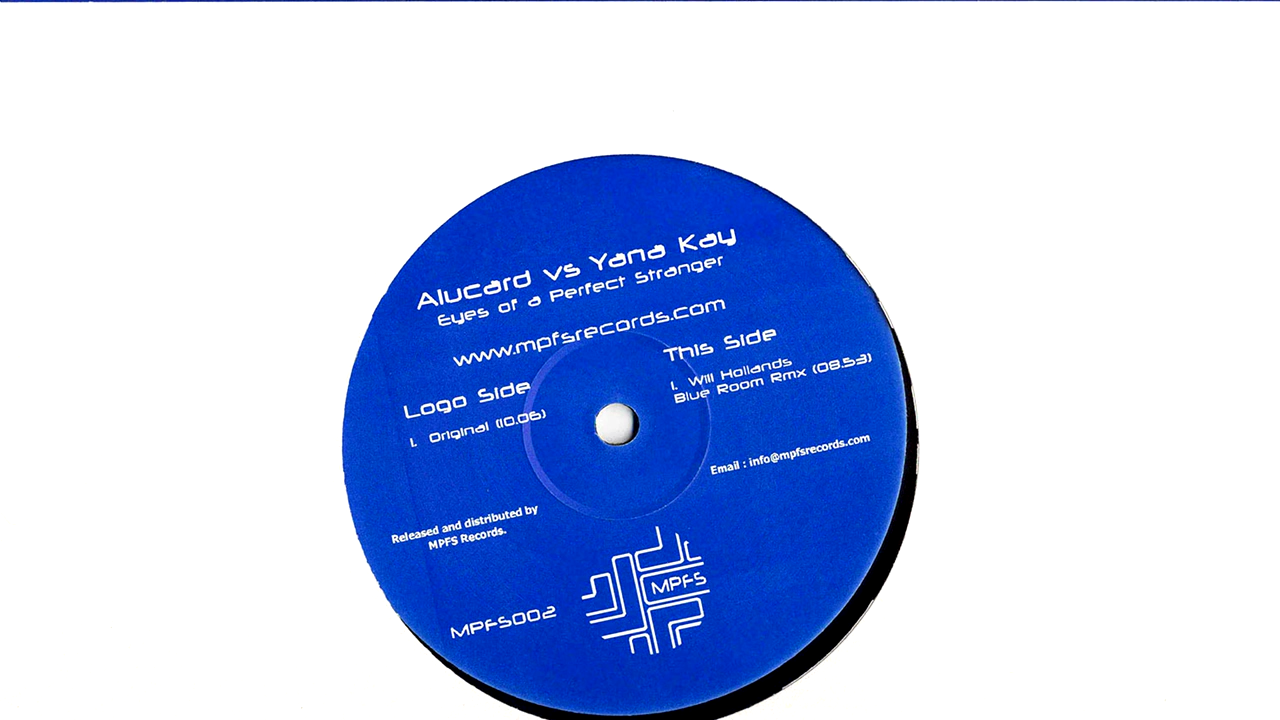 Alucard vs Yana Kay
Eyes of a Perfect Stranger
www.mpfsrecords.com
Logo Side
1. Original (10.06)
This Side
1. Will Hollands
Blue Room Rmx (08.53)
Email : info@mpfsrecords.com
Released and distributed by
MPFS Records.
MPFS002
MPFS